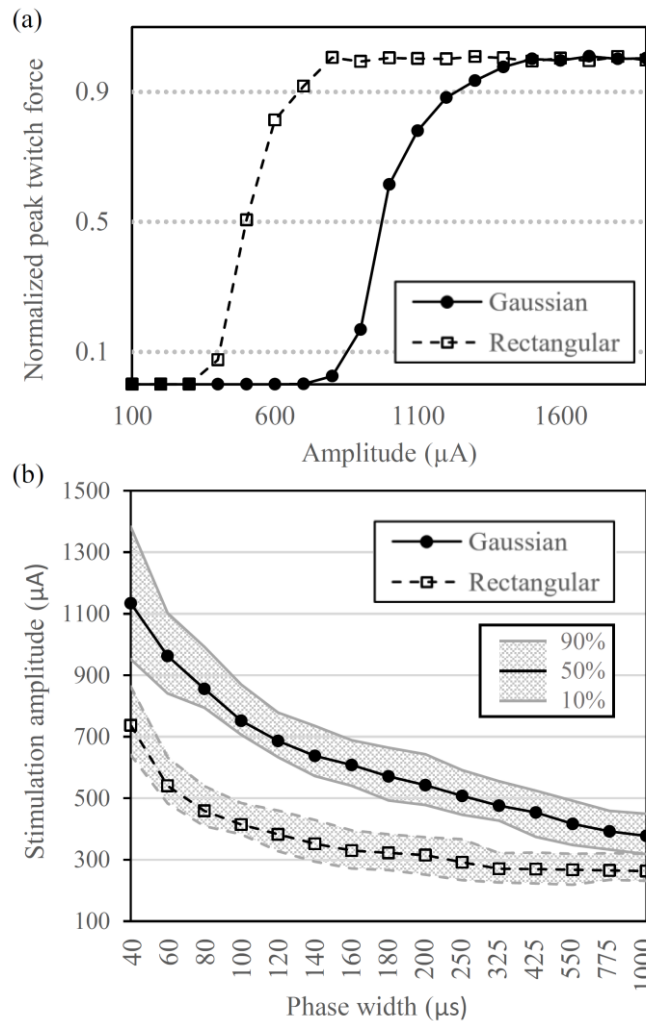 (a)
Normalized peak twitch force
0.9
0.5
0.1
Gaussian
Rectangular
100 600 1100 1600
Amplitude (µA)
(b)
Stimulation amplitude (µA)
1500
1300
1100
900
700
500
300
100
Gaussian
Rectangular
90%
50%
10%
40 60 80 100 120 140 160 180 200 250 325 425 550 775 1000
Phase width (µs)